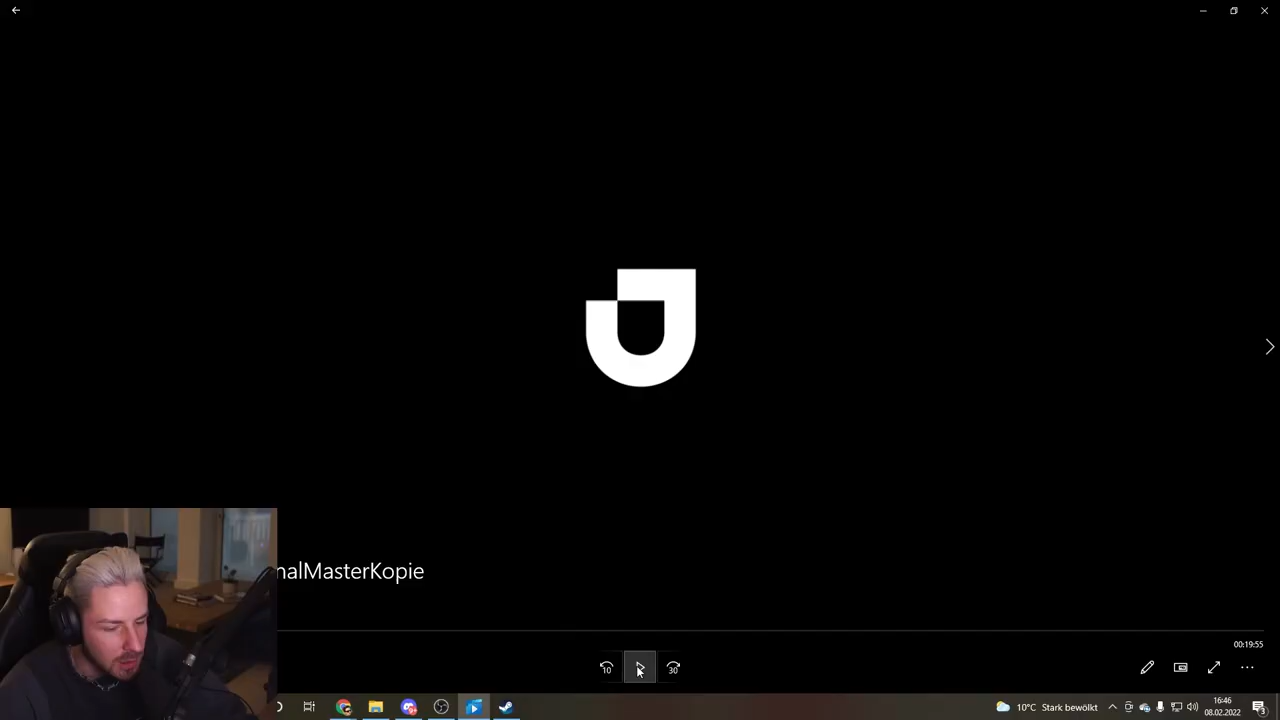 nalMasterKopie
00:19:55
10
30
10°C Stark bewölkt
16:46
08.02.2022